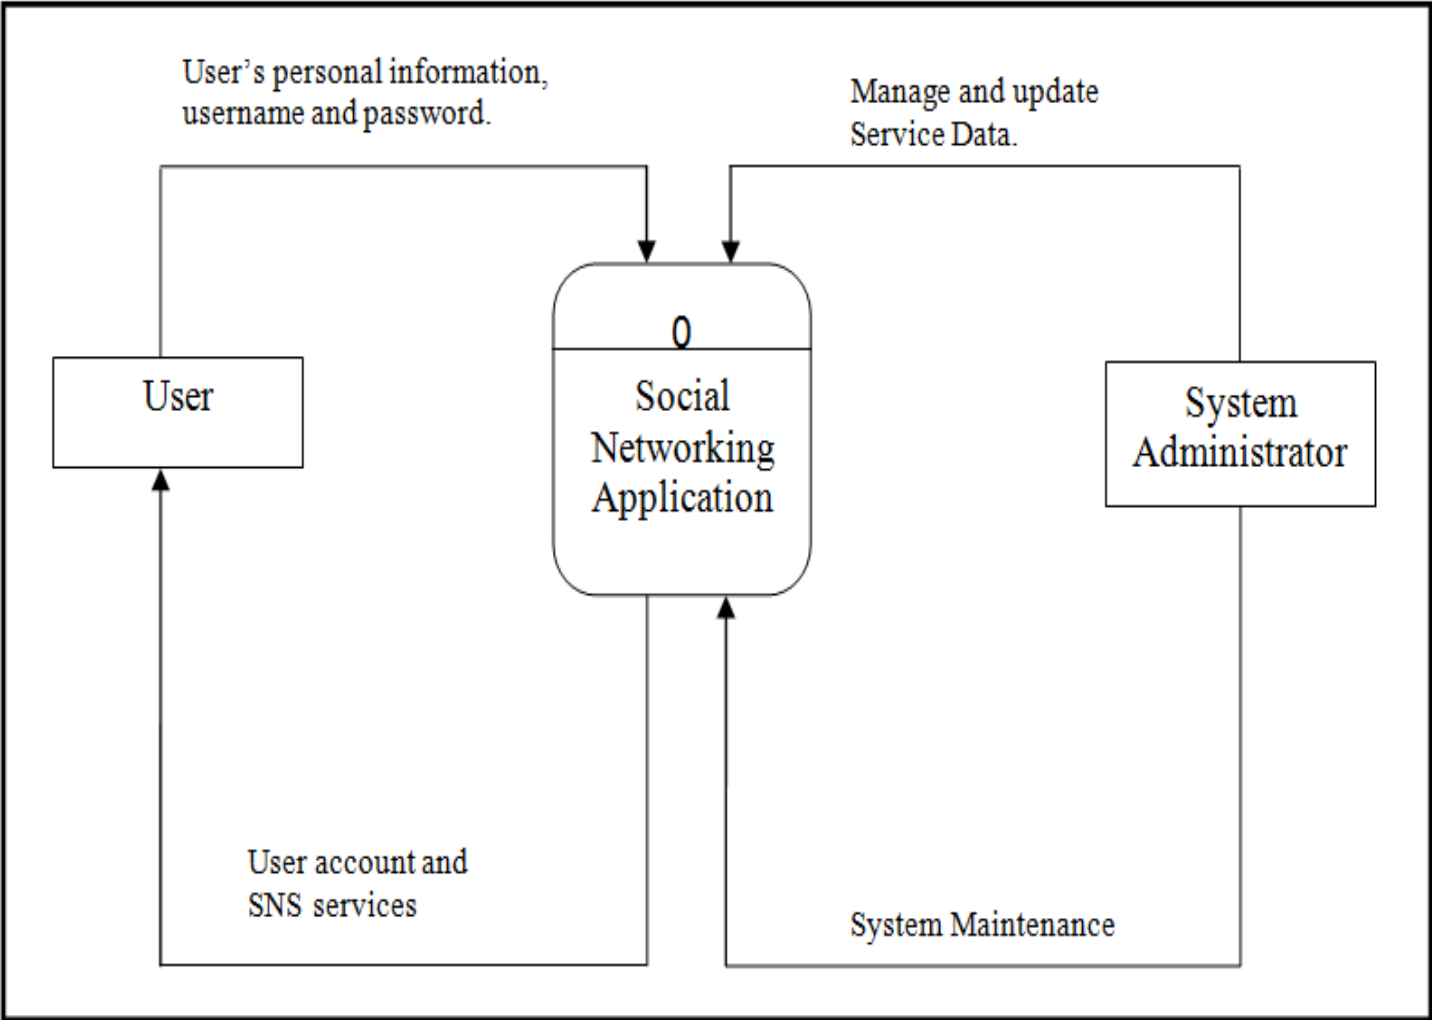 User’s personal information,
username and password.
Manage and update
Service Data.
0
User
Social
Networking
Application
System
Administrator
User account and
SNS services
System Maintenance